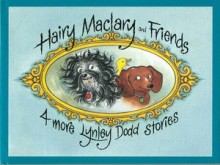 Hairy Maclary and Friends
4 more Lynley Dodd stories